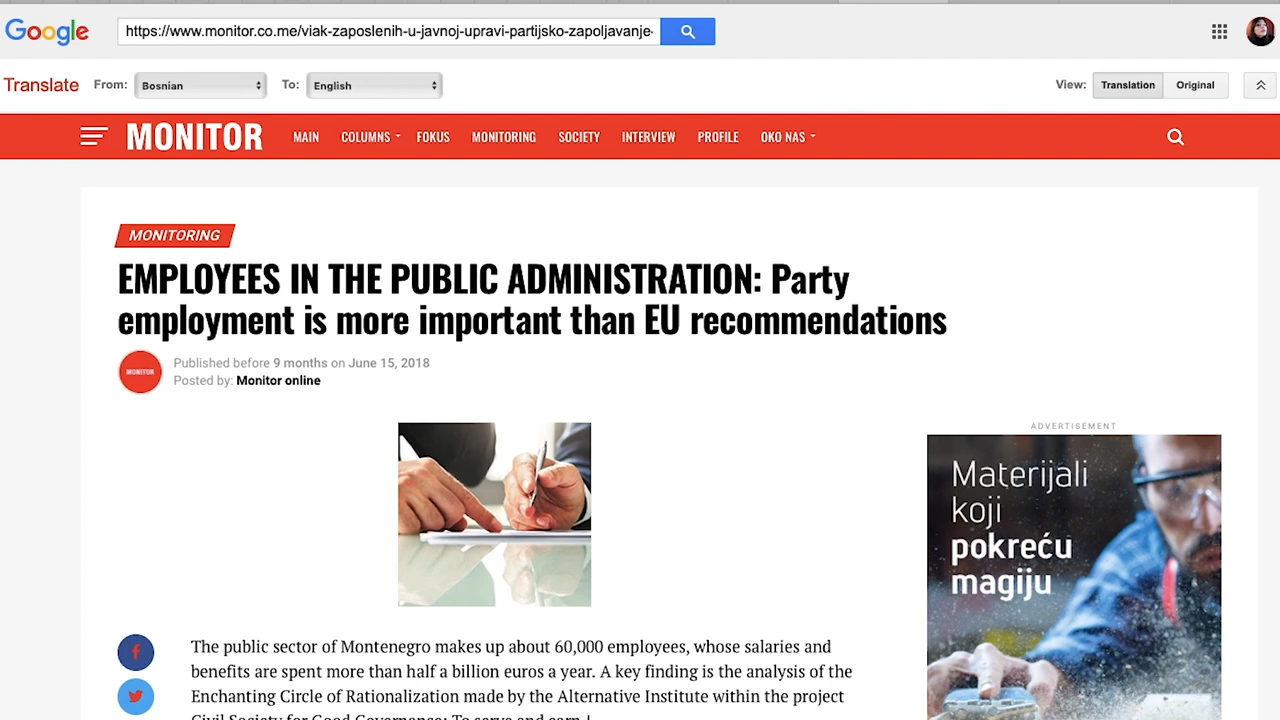 Google
https://www.monitor.co.me/viak-zaposlenih-u-javnoj-upravi-partijsko-zapoljavanje-
Translate From: Bosnian To: English View: Translation Original
MONITOR MAIN COLUMNS FOKUS MONITORING SOCIETY INTERVIEW PROFILE OKO NAS
MONITORING
EMPLOYEES IN THE PUBLIC ADMINISTRATION: Party
employment is more important than EU recommendations
MONITOR
Published before 9 months on June 15, 2018
Posted by: Monitor online
ADVERTISEMENT
Materijali
koji
pokreću
magiju
The public sector of Montenegro makes up about 60,000 employees, whose salaries and
benefits are spent more than half a billion euros a year. A key finding is the analysis of the
Enchanting Circle of Rationalization made by the Alternative Institute within the project
Civil Society for Good Governance: To serve and earn !